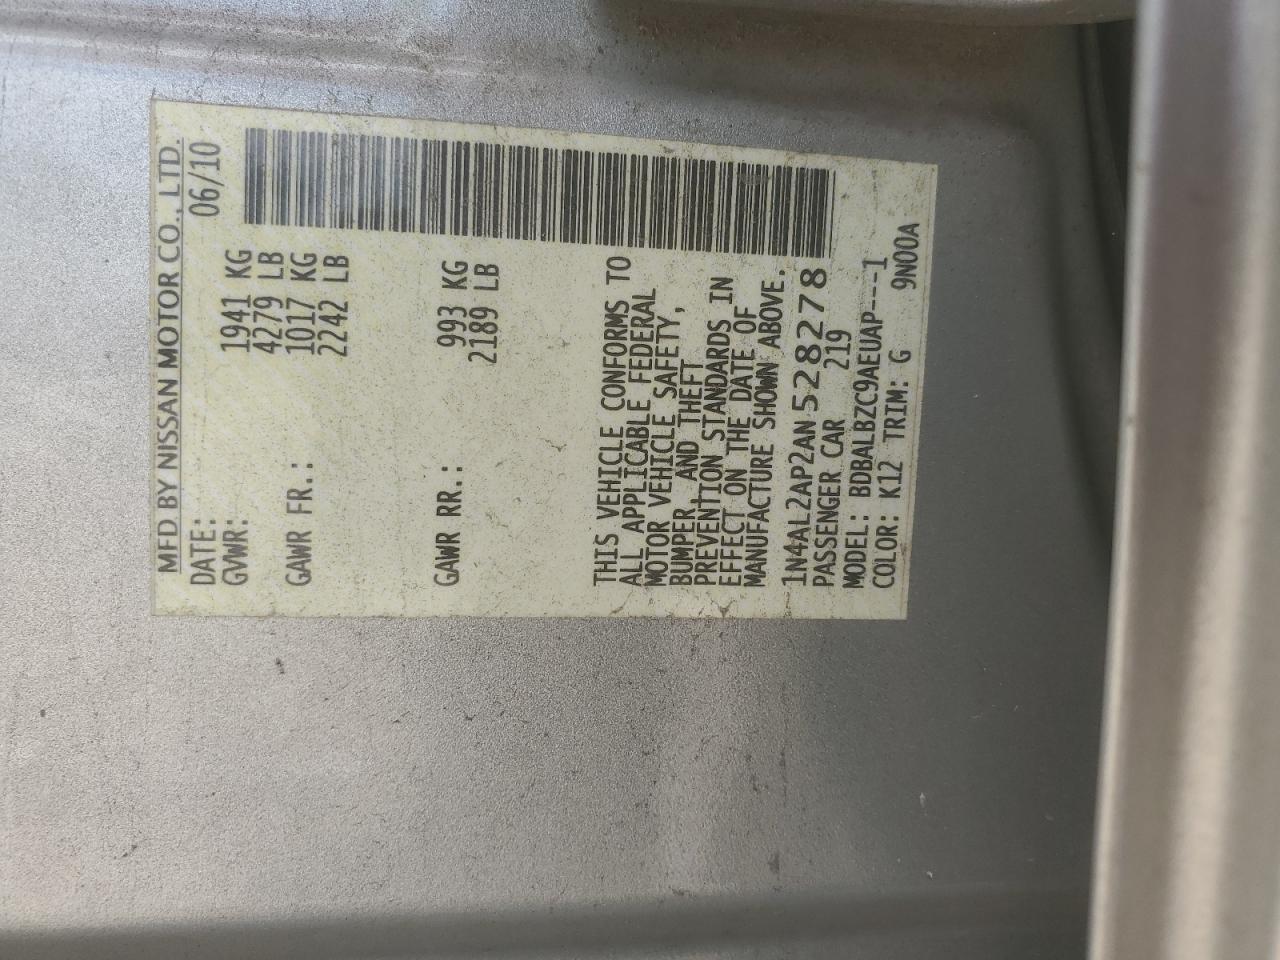 MFD BY NISSAN MOTOR CO., LTD.
DATE: 06/10
GVWR: 1941 KG
4279 LB
GAWR FR.: 1017 KG
2242 LB
GAWR RR.: 993 KG
2189 LB
THIS VEHICLE CONFORMS TO
ALL APPLICABLE FEDERAL
MOTOR VEHICLE SAFETY,
BUMPER, AND THEFT
PREVENTION STANDARDS IN
EFFECT ON THE DATE OF
MANUFACTURE SHOWN ABOVE.
1N4AL2AP2AN528278
PASSENGER CAR 219
MODEL: BDBALBZC9AEUAP---1
COLOR: K12 TRIM: G 9N00A